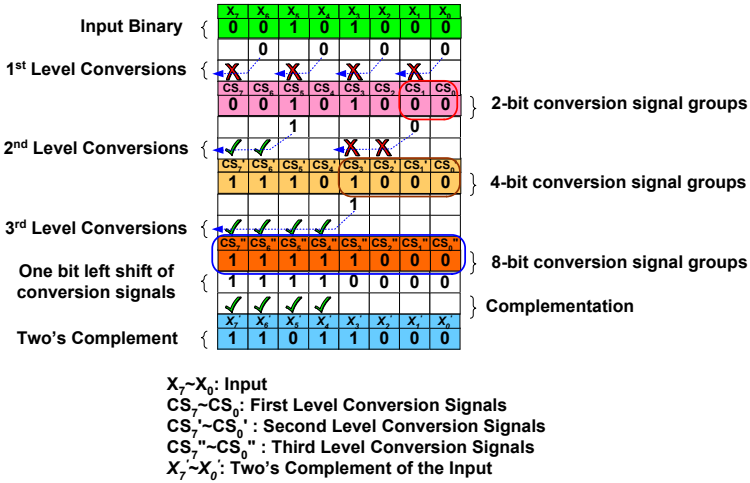 X₇ X₆ X₅ X₄ X₃ X₂ X₁ X₀
Input Binary { 0 0 1 0 1 0 0 0
0 0 0 0
1st Level Conversions {
CS₇ CS₆ CS₅ CS₄ CS₃ CS₂ CS₁ CS₀
0 0 1 0 1 0 0 0 } 2-bit conversion signal groups
1 0
2nd Level Conversions {
CS₇' CS₆' CS₅ CS₄' CS₃' CS₂' CS₁ CS₀
1 1 1 0 1 0 0 0 } 4-bit conversion signal groups
1
3rd Level Conversions {
CS₇" CS₆" CS₅" CS₄" CS₃" CS₂" CS₁" CS₀"
1 1 1 1 1 0 0 0 } 8-bit conversion signal groups
One bit left shift of
conversion signals { 1 1 1 1 0 0 0 0
} Complementation
X₇' X₆' X₅' X₄' X₃' X₂' X₁' X₀'
Two's Complement { 1 1 0 1 1 0 0 0
X₇~X₀: Input
CS₇~CS₀: First Level Conversion Signals
CS₇'~CS₀' : Second Level Conversion Signals
CS₇"~CS₀" : Third Level Conversion Signals
X₇'~X₀': Two's Complement of the Input